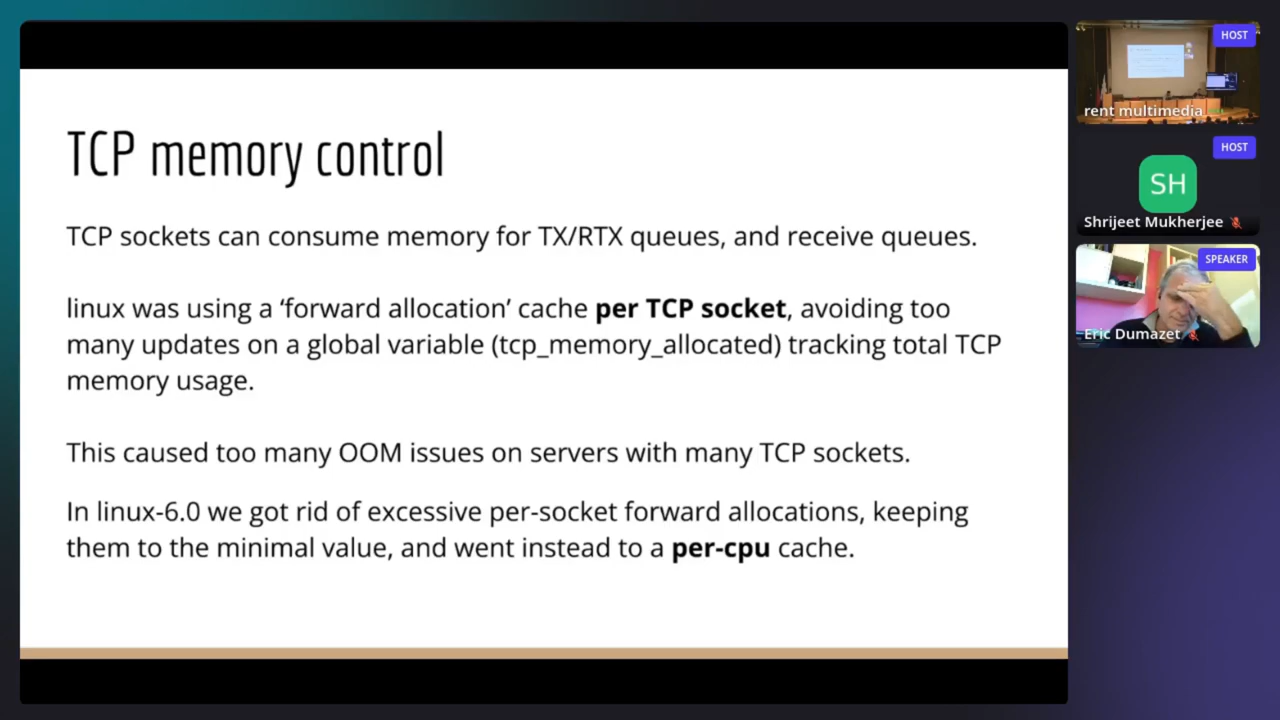 TCP memory control
TCP sockets can consume memory for TX/RTX queues, and receive queues.
linux was using a ‘forward allocation’ cache per TCP socket, avoiding too
many updates on a global variable (tcp_memory_allocated) tracking total TCP
memory usage.
This caused too many OOM issues on servers with many TCP sockets.
In linux-6.0 we got rid of excessive per-socket forward allocations, keeping
them to the minimal value, and went instead to a per-cpu cache.
HOST
rent multimedia
HOST
SH
Shrijeet Mukherjee
SPEAKER
Eric Dumazet